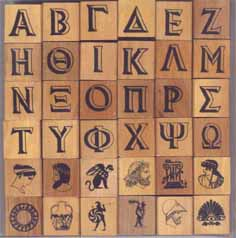 Α Β Γ Δ Ε Ζ
Η Θ Ι Κ Λ Μ
Ν Ξ Ο Π Ρ Σ
Τ Υ Φ Χ Ψ Ω